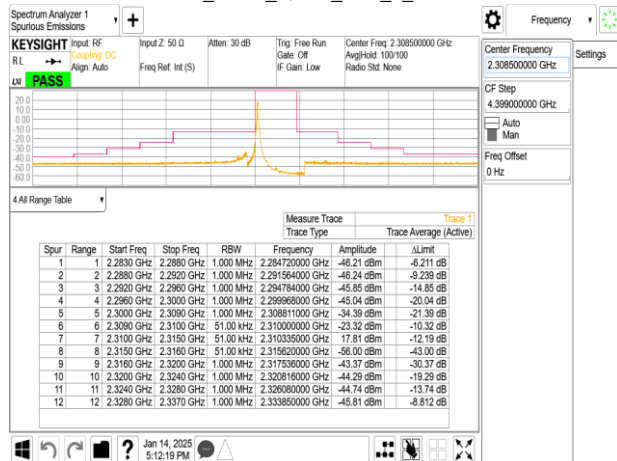 Spectrum Analyzer 1
Spurious Emissions
Frequency
Settings
KEYSIGHT Input: RF Input Z: 50 Ω Atten: 30 dB Trig: Free Run Center Freq: 2.308500000 GHz
RL Coupling: DC Gate: Off Avg|Hold: 100/100
Align: Auto Freq Ref: Int (S) IF Gain: Low Radio Std: None
LXI PASS
20.0
10.0
0.00
-10.0
-20.0
-30.0
-40.0
-50.0
-60.0
4 All Range Table
Measure Trace Trace 1
Trace Type Trace Average (Active)
Spur Range Start Freq Stop Freq RBW Frequency Amplitude ΔLimit
1 1 2.2830 GHz 2.2880 GHz 1.000 MHz 2.284720000 GHz -46.21 dBm -6.211 dB
2 2 2.2880 GHz 2.2920 GHz 1.000 MHz 2.291564000 GHz -46.24 dBm -9.239 dB
3 3 2.2920 GHz 2.2960 GHz 1.000 MHz 2.294784000 GHz -45.85 dBm -14.85 dB
4 4 2.2960 GHz 2.3000 GHz 1.000 MHz 2.299968000 GHz -45.04 dBm -20.04 dB
5 5 2.3000 GHz 2.3090 GHz 1.000 MHz 2.308811000 GHz -34.39 dBm -21.39 dB
6 6 2.3090 GHz 2.3100 GHz 51.00 kHz 2.310000000 GHz -23.32 dBm -10.32 dB
7 7 2.3100 GHz 2.3150 GHz 51.00 kHz 2.310335000 GHz 17.81 dBm -12.19 dB
8 8 2.3150 GHz 2.3160 GHz 51.00 kHz 2.315620000 GHz -56.00 dBm -43.00 dB
9 9 2.3160 GHz 2.3200 GHz 1.000 MHz 2.317536000 GHz -43.37 dBm -30.37 dB
10 10 2.3200 GHz 2.3240 GHz 1.000 MHz 2.320816000 GHz -44.29 dBm -19.29 dB
11 11 2.3240 GHz 2.3280 GHz 1.000 MHz 2.326080000 GHz -44.74 dBm -13.74 dB
12 12 2.3280 GHz 2.3370 GHz 1.000 MHz 2.333850000 GHz -45.81 dBm -8.812 dB
Center Frequency
2.308500000 GHz
CF Step
4.399000000 GHz
Auto
Man
Freq Offset
0 Hz
?
Jan 14, 2025
5:12:19 PM